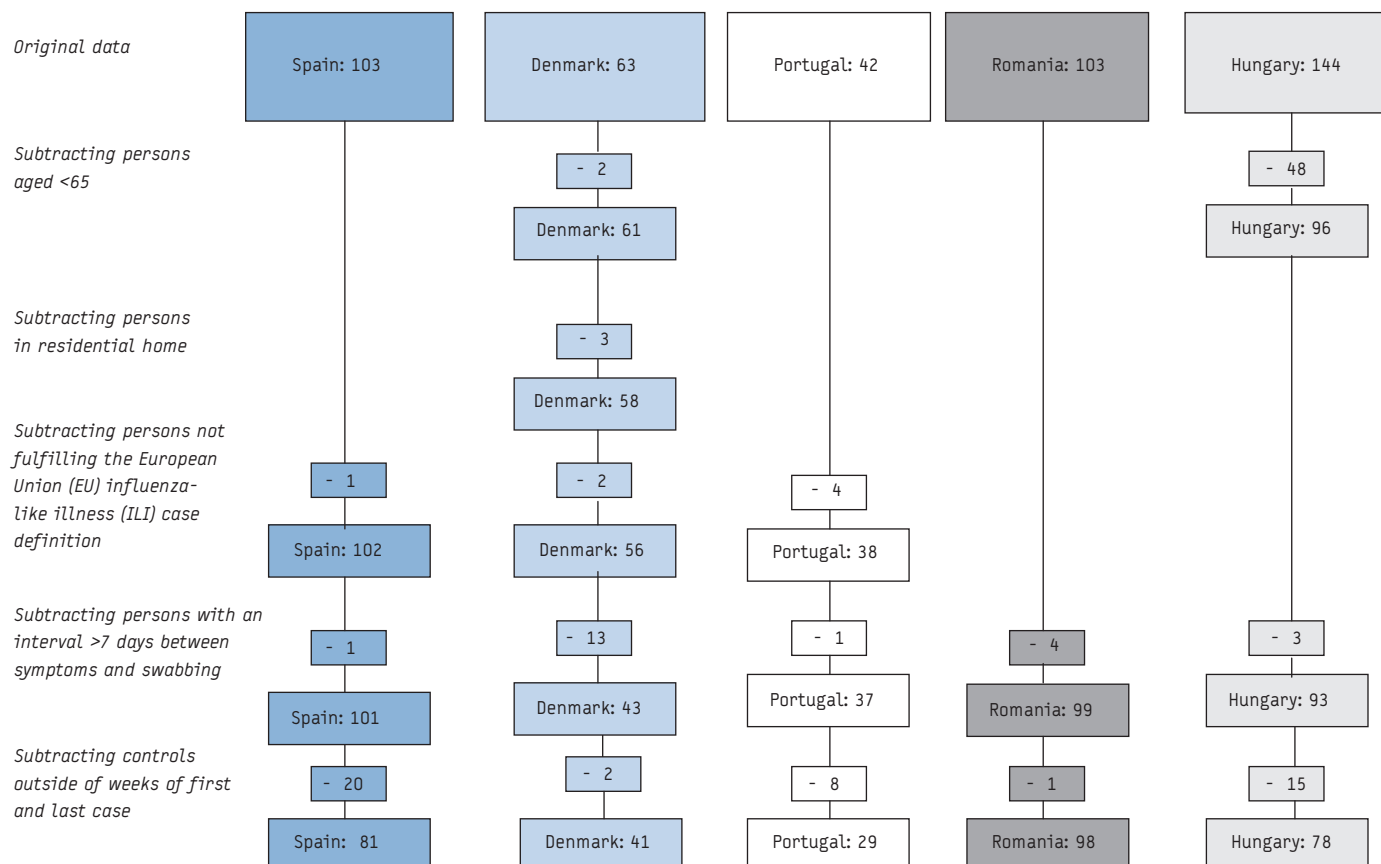 Original data
Spain: 103
Denmark: 63
Portugal: 42
Romania: 103
Hungary: 144
Subtracting persons
aged <65
- 2
- 48
Denmark: 61
Hungary: 96
Subtracting persons
in residential home
- 3
Denmark: 58
Subtracting persons not
fulfilling the European
Union (EU) influenza-
like illness (ILI) case
definition
- 1
- 2
- 4
Spain: 102
Denmark: 56
Portugal: 38
Subtracting persons with an
interval >7 days between
symptoms and swabbing
- 1
- 13
- 1
- 4
- 3
Spain: 101
Denmark: 43
Portugal: 37
Romania: 99
Hungary: 93
Subtracting controls
outside of weeks of first
and last case
- 20
- 2
- 8
- 1
- 15
Spain: 81
Denmark: 41
Portugal: 29
Romania: 98
Hungary: 78